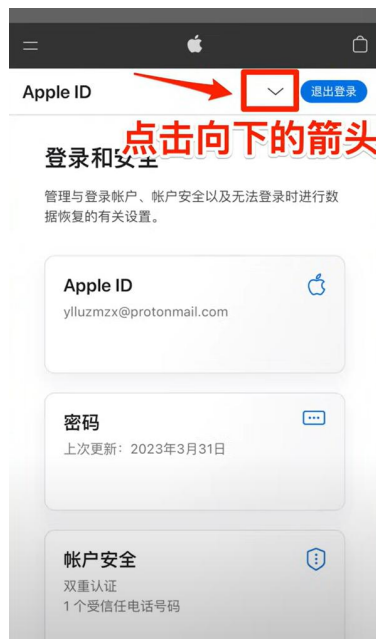 Apple ID
退出登录
点击向下的箭头
登录和安全
管理与登录帐户、帐户安全以及无法登录时进行数
据恢复的有关设置。
Apple ID
ylluzmzx@protonmail.com
密码
上次更新：2023年3月31日
帐户安全
双重认证
1 个受信任电话号码